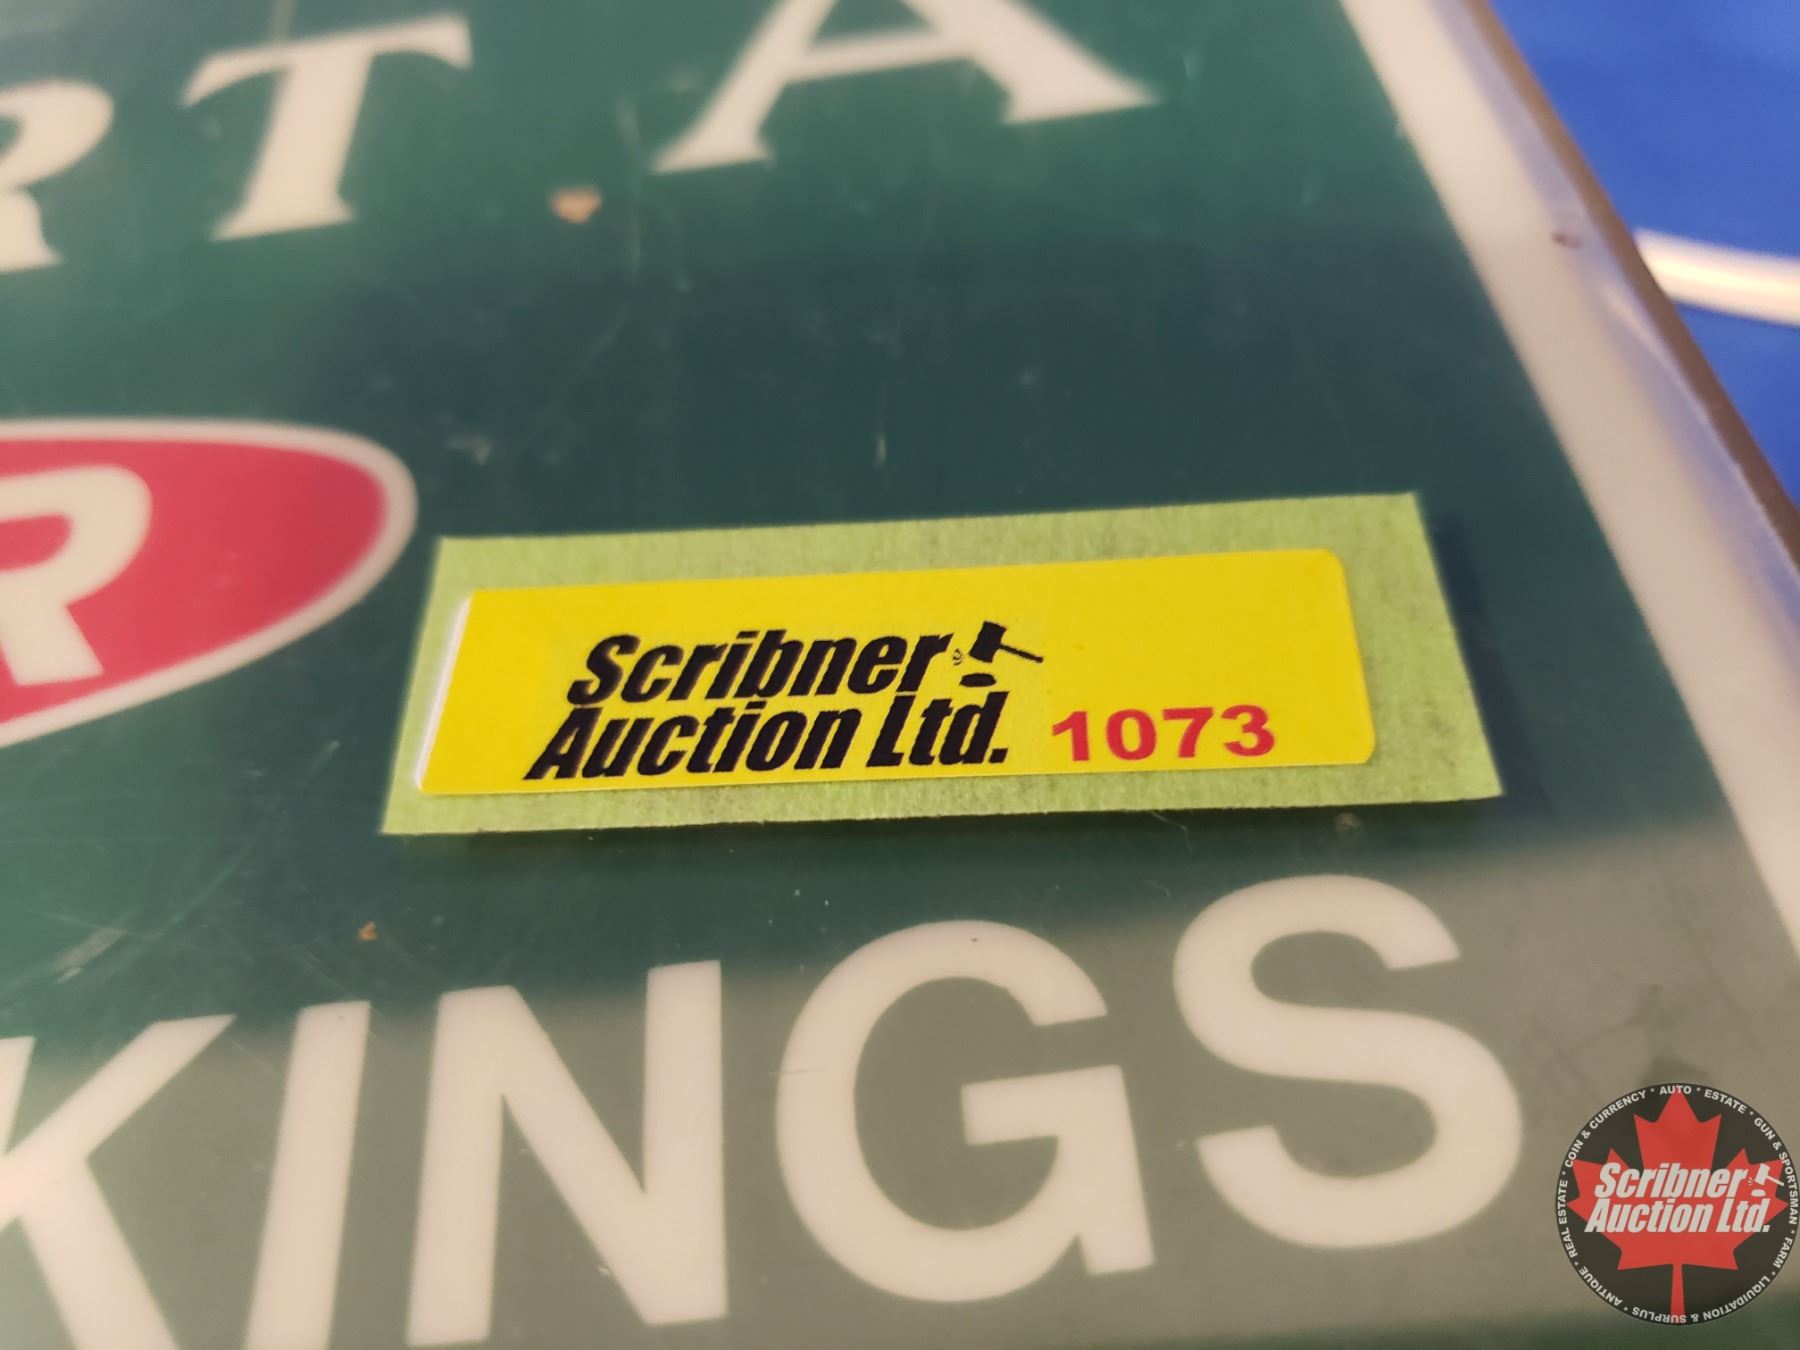 RT A
R
Scribner
Auction Ltd. 1073
KINGS
COIN & CURRENCY • AUTO • ESTATE • GUN & SPORTSMAN • FARM • LIQUIDATION & SURPLUS • ANTIQUE • REAL ESTATE •
Scribner
Auction Ltd.